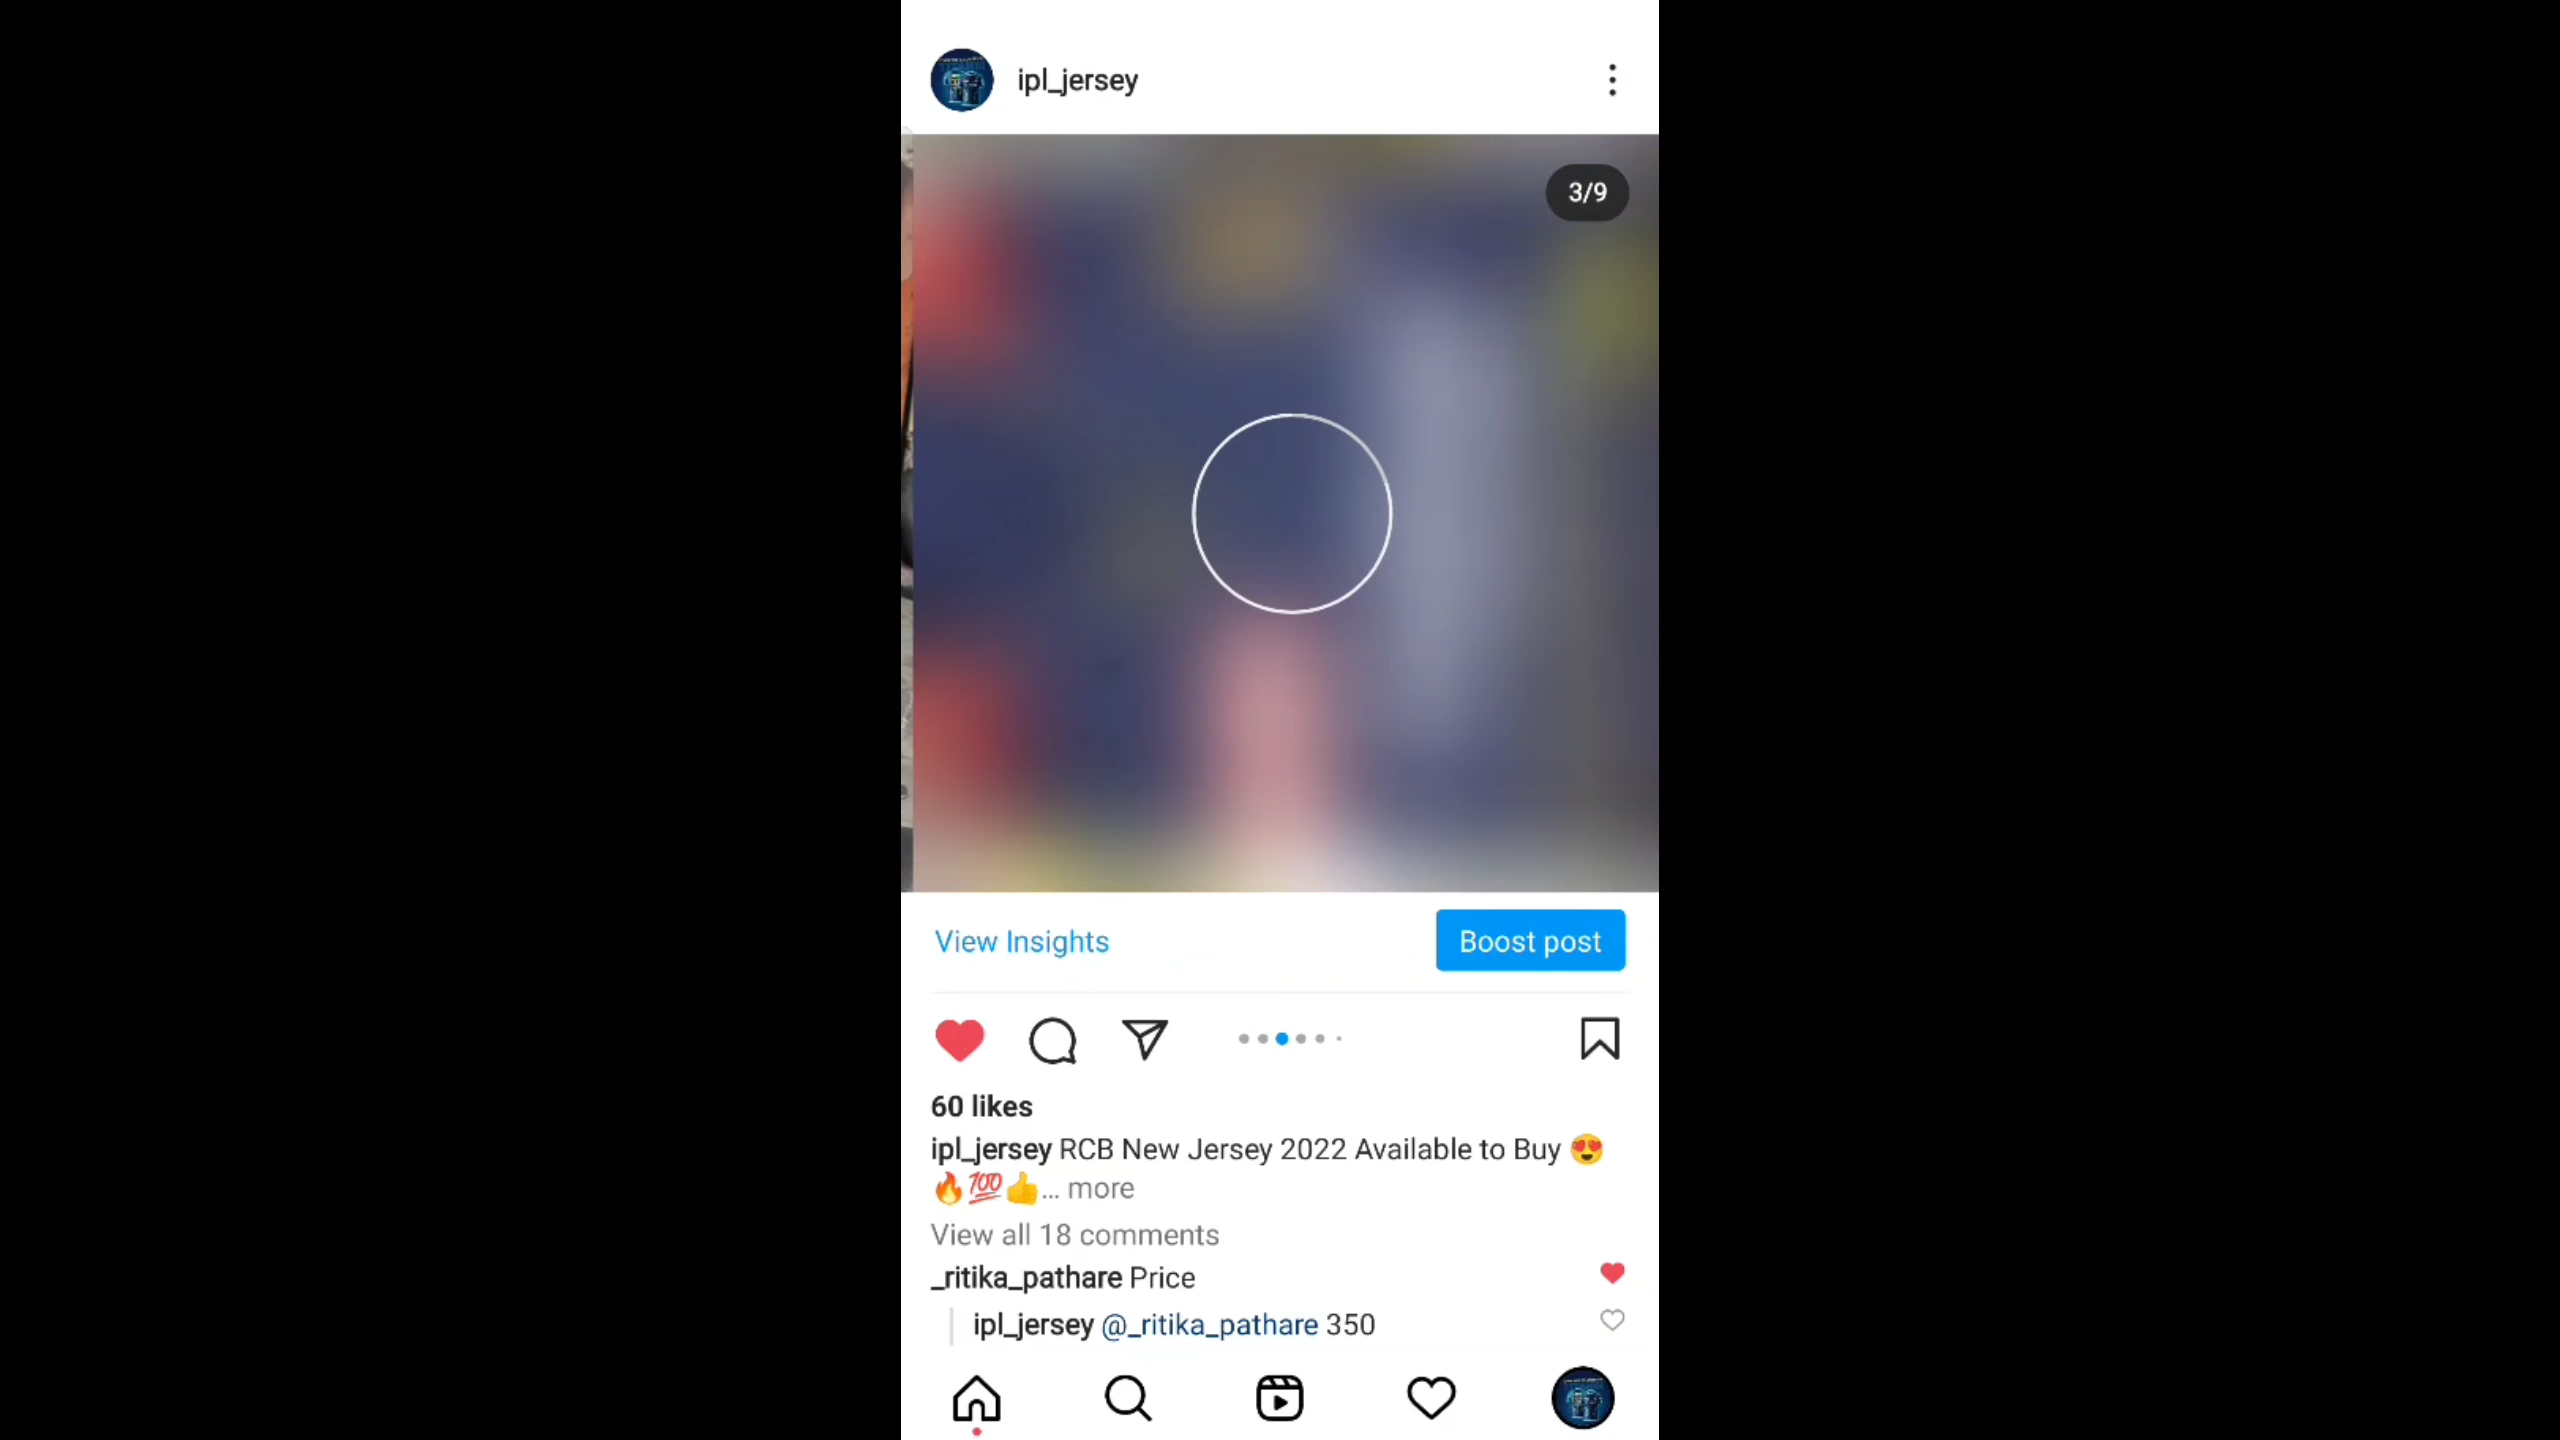 ipl_jersey
3/9
View Insights
Boost post
60 likes
ipl_jersey RCB New Jersey 2022 Available to Buy 😍
🔥💯👍... more
View all 18 comments
_ritika_pathare Price
ipl_jersey @_ritika_pathare 350